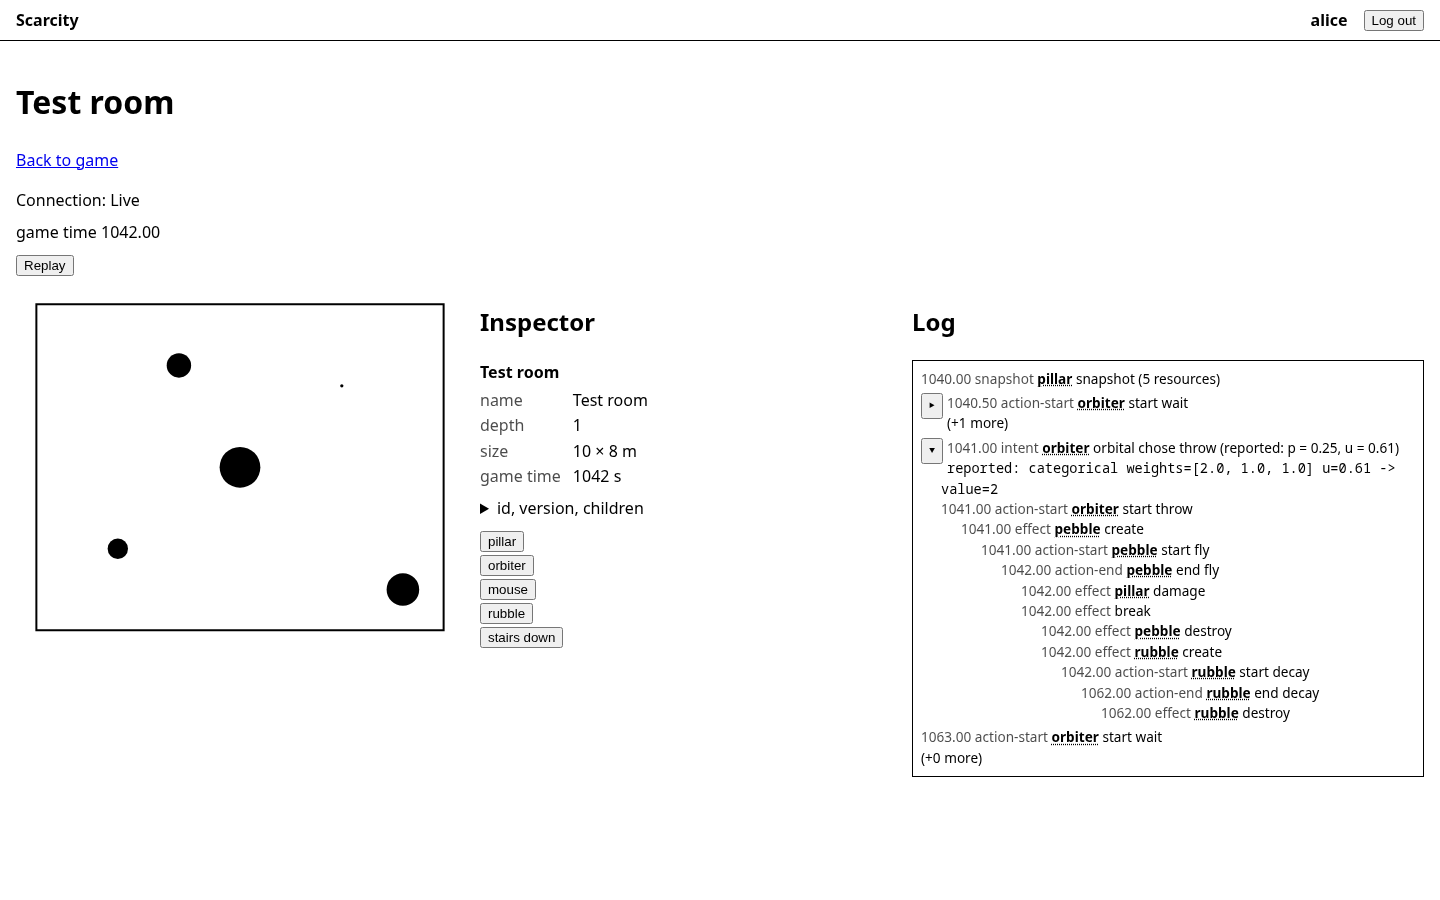 Scarcity
alice
Log out
Test room
Back to game
Connection: Live
game time 1042.00
Replay
Inspector
Test room
name Test room
depth 1
size 10 × 8 m
game time 1042 s
id, version, children
pillar
orbiter
mouse
rubble
stairs down
Log
1040.00 snapshot pillar snapshot (5 resources)
1040.50 action-start orbiter start wait
(+1 more)
1041.00 intent orbiter orbital chose throw (reported: p = 0.25, u = 0.61)
reported: categorical weights=[2.0, 1.0, 1.0] u=0.61 ->
value=2
1041.00 action-start orbiter start throw
1041.00 effect pebble create
1041.00 action-start pebble start fly
1042.00 action-end pebble end fly
1042.00 effect pillar damage
1042.00 effect break
1042.00 effect pebble destroy
1042.00 effect rubble create
1042.00 action-start rubble start decay
1062.00 action-end rubble end decay
1062.00 effect rubble destroy
1063.00 action-start orbiter start wait
(+0 more)